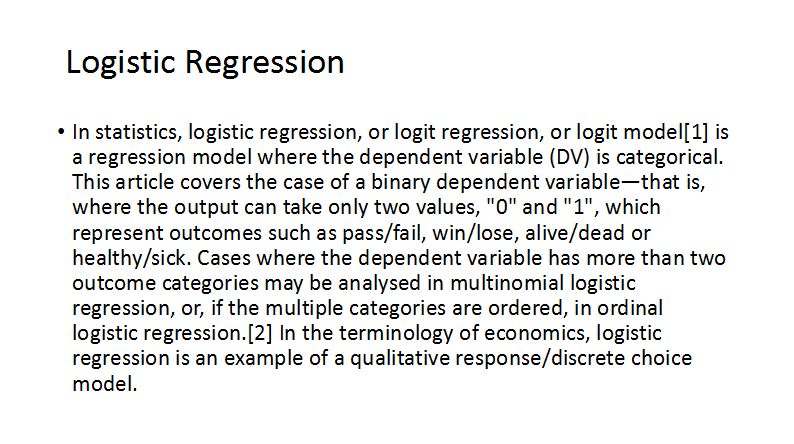 Logistic Regression
• In statistics, logistic regression, or logit regression, or logit model[1] is
a regression model where the dependent variable (DV) is categorical.
This article covers the case of a binary dependent variable—that is,
where the output can take only two values, "0" and "1", which
represent outcomes such as pass/fail, win/lose, alive/dead or
healthy/sick. Cases where the dependent variable has more than two
outcome categories may be analysed in multinomial logistic
regression, or, if the multiple categories are ordered, in ordinal
logistic regression.[2] In the terminology of economics, logistic
regression is an example of a qualitative response/discrete choice
model.